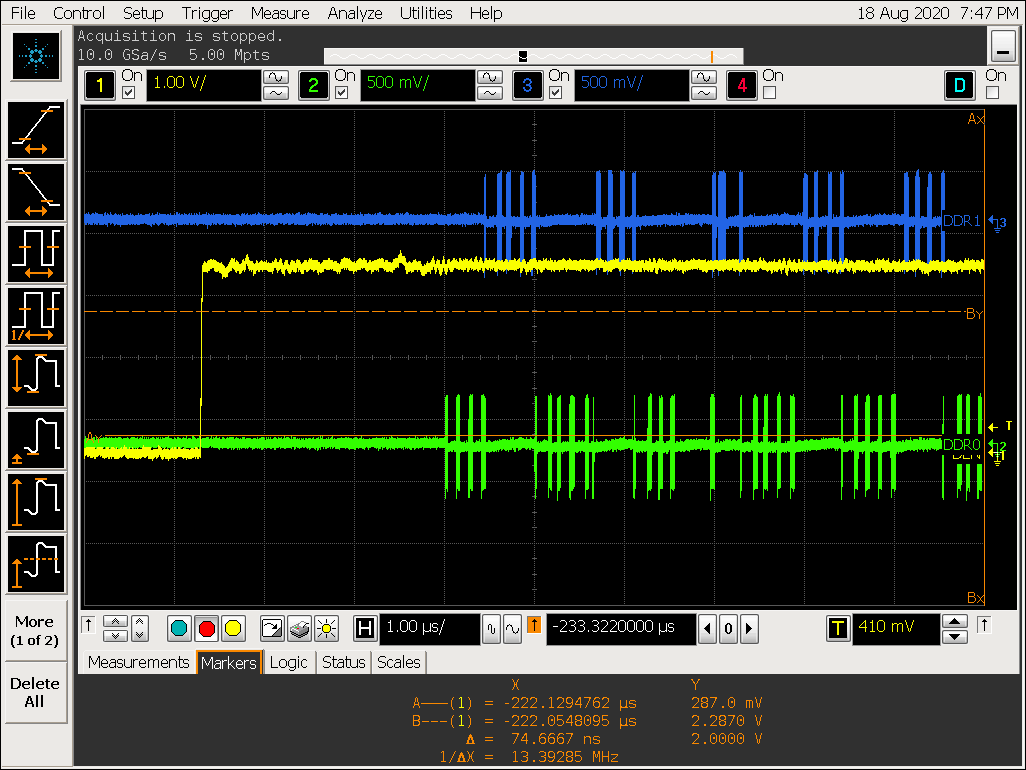 File Control Setup Trigger Measure Analyze Utilities Help 18 Aug 2020 7:47 PM
Acquisition is stopped.
10.0 GSa/s 5.00 Mpts
1 On 1.00 V/ 2 On 500 mV/ 3 On 500 mV/ 4 On D On
Ax
DDR1 3
By
T
DDR0 2
1/
Bx
More
(1 of 2)
Delete
All
H 1.00 µs/ -233.3220000 µs 0 T 410 mV
Measurements Markers Logic Status Scales
X Y
A——(1) = -222.1294762 µs 287.0 mV
B---(1) = -222.0548095 µs 2.2870 V
Δ = 74.6667 ns 2.0000 V
1/ΔX = 13.39285 MHz